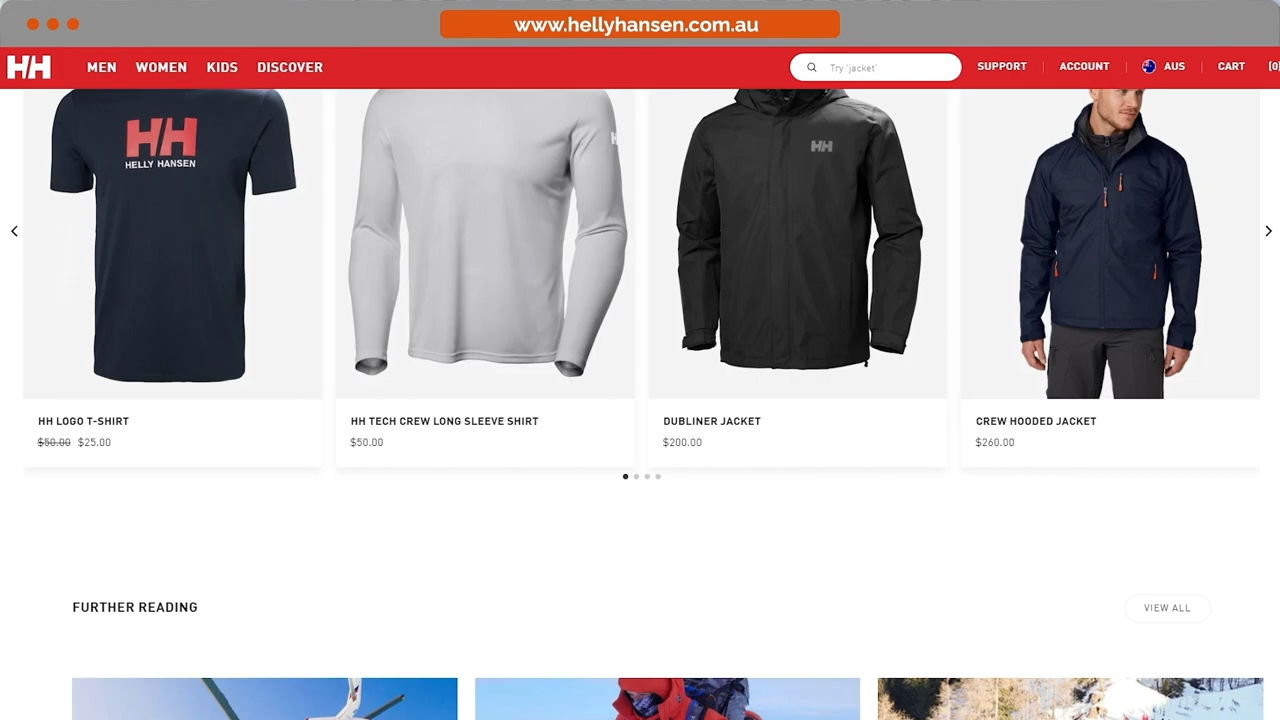 www.hellyhansen.com.au
HH
MEN
WOMEN
KIDS
DISCOVER
Try 'jacket'
SUPPORT
ACCOUNT
AUS
CART
(0)
HH
HELLY HANSEN
H
HH
HH LOGO T-SHIRT
$50.00 $25.00
HH TECH CREW LONG SLEEVE SHIRT
$50.00
DUBLINER JACKET
$200.00
CREW HOODED JACKET
$260.00
FURTHER READING
VIEW ALL